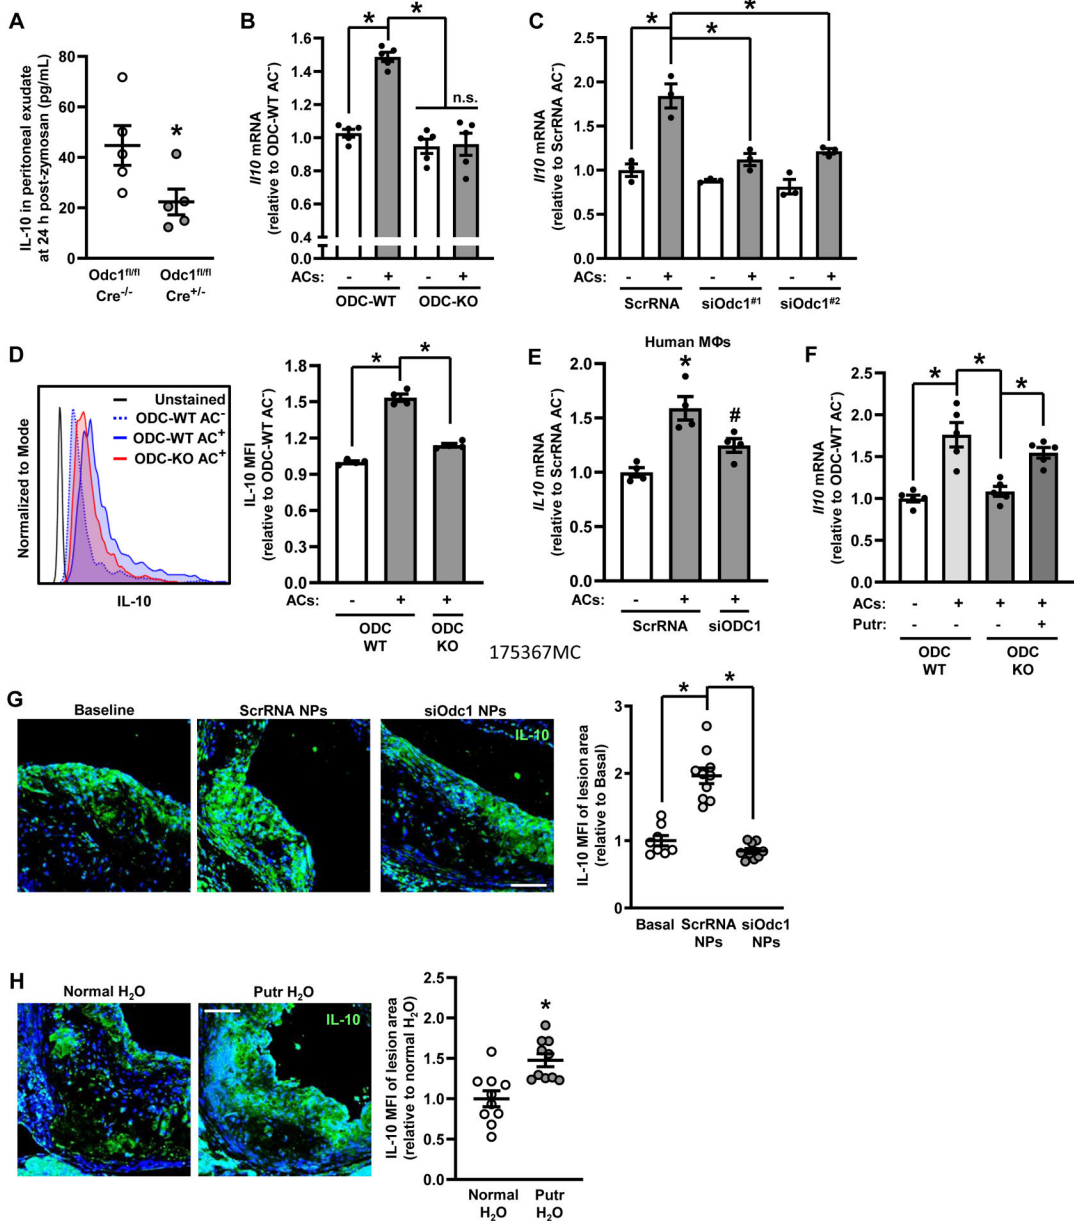 A
IL-10 in peritoneal exudate
at 24 h post-zymosan (pg/mL)
80
60
40
20
0
*
Odc1fl/fl
Cre-/-
Odc1fl/fl
Cre+/-
B
Il10 mRNA
(relative to ODC-WT AC-)
1.6
1.4
1.2
1.0
0.8
0.6
0.4
0.4
0.0
* *
n.s.
ACs: - + - +
ODC-WT ODC-KO
C
Il10 mRNA
(relative to ScrRNA AC-)
2.5
2.0
1.5
1.0
0.5
0.0
* * *
ACs: - + - + - +
ScrRNA siOdc1#1 siOdc1#2
D
Normalized to Mode
IL-10
Unstained
ODC-WT AC-
ODC-WT AC+
ODC-KO AC+
IL-10 MFI
(relative to ODC-WT AC-)
1.8
1.5
1.2
0.9
0.6
0.3
0.0
* *
ACs: - + +
ODC
WT
ODC
KO
E
Human MΦs
IL10 mRNA
(relative to ScrRNA AC-)
2.0
1.5
1.0
0.5
0.0
* #
ACs: - + +
ScrRNA siODC1
F
Il10 mRNA
(relative to ODC-WT AC-)
2.5
2.0
1.5
1.0
0.5
0.0
* * *
ACs: - + + +
Putr: - - - +
ODC
WT
ODC
KO
175367MC
G
Baseline
ScrRNA NPs
siOdc1 NPs
IL-10
IL-10 MFI of lesion area
(relative to Basal)
3
2
1
0
* *
Basal
ScrRNA
NPs
siOdc1
NPs
H
Normal H2O
Putr H2O
IL-10
IL-10 MFI of lesion area
(relative to normal H2O)
2.5
2.0
1.5
1.0
0.5
0.0
*
Normal
H2O
Putr
H2O